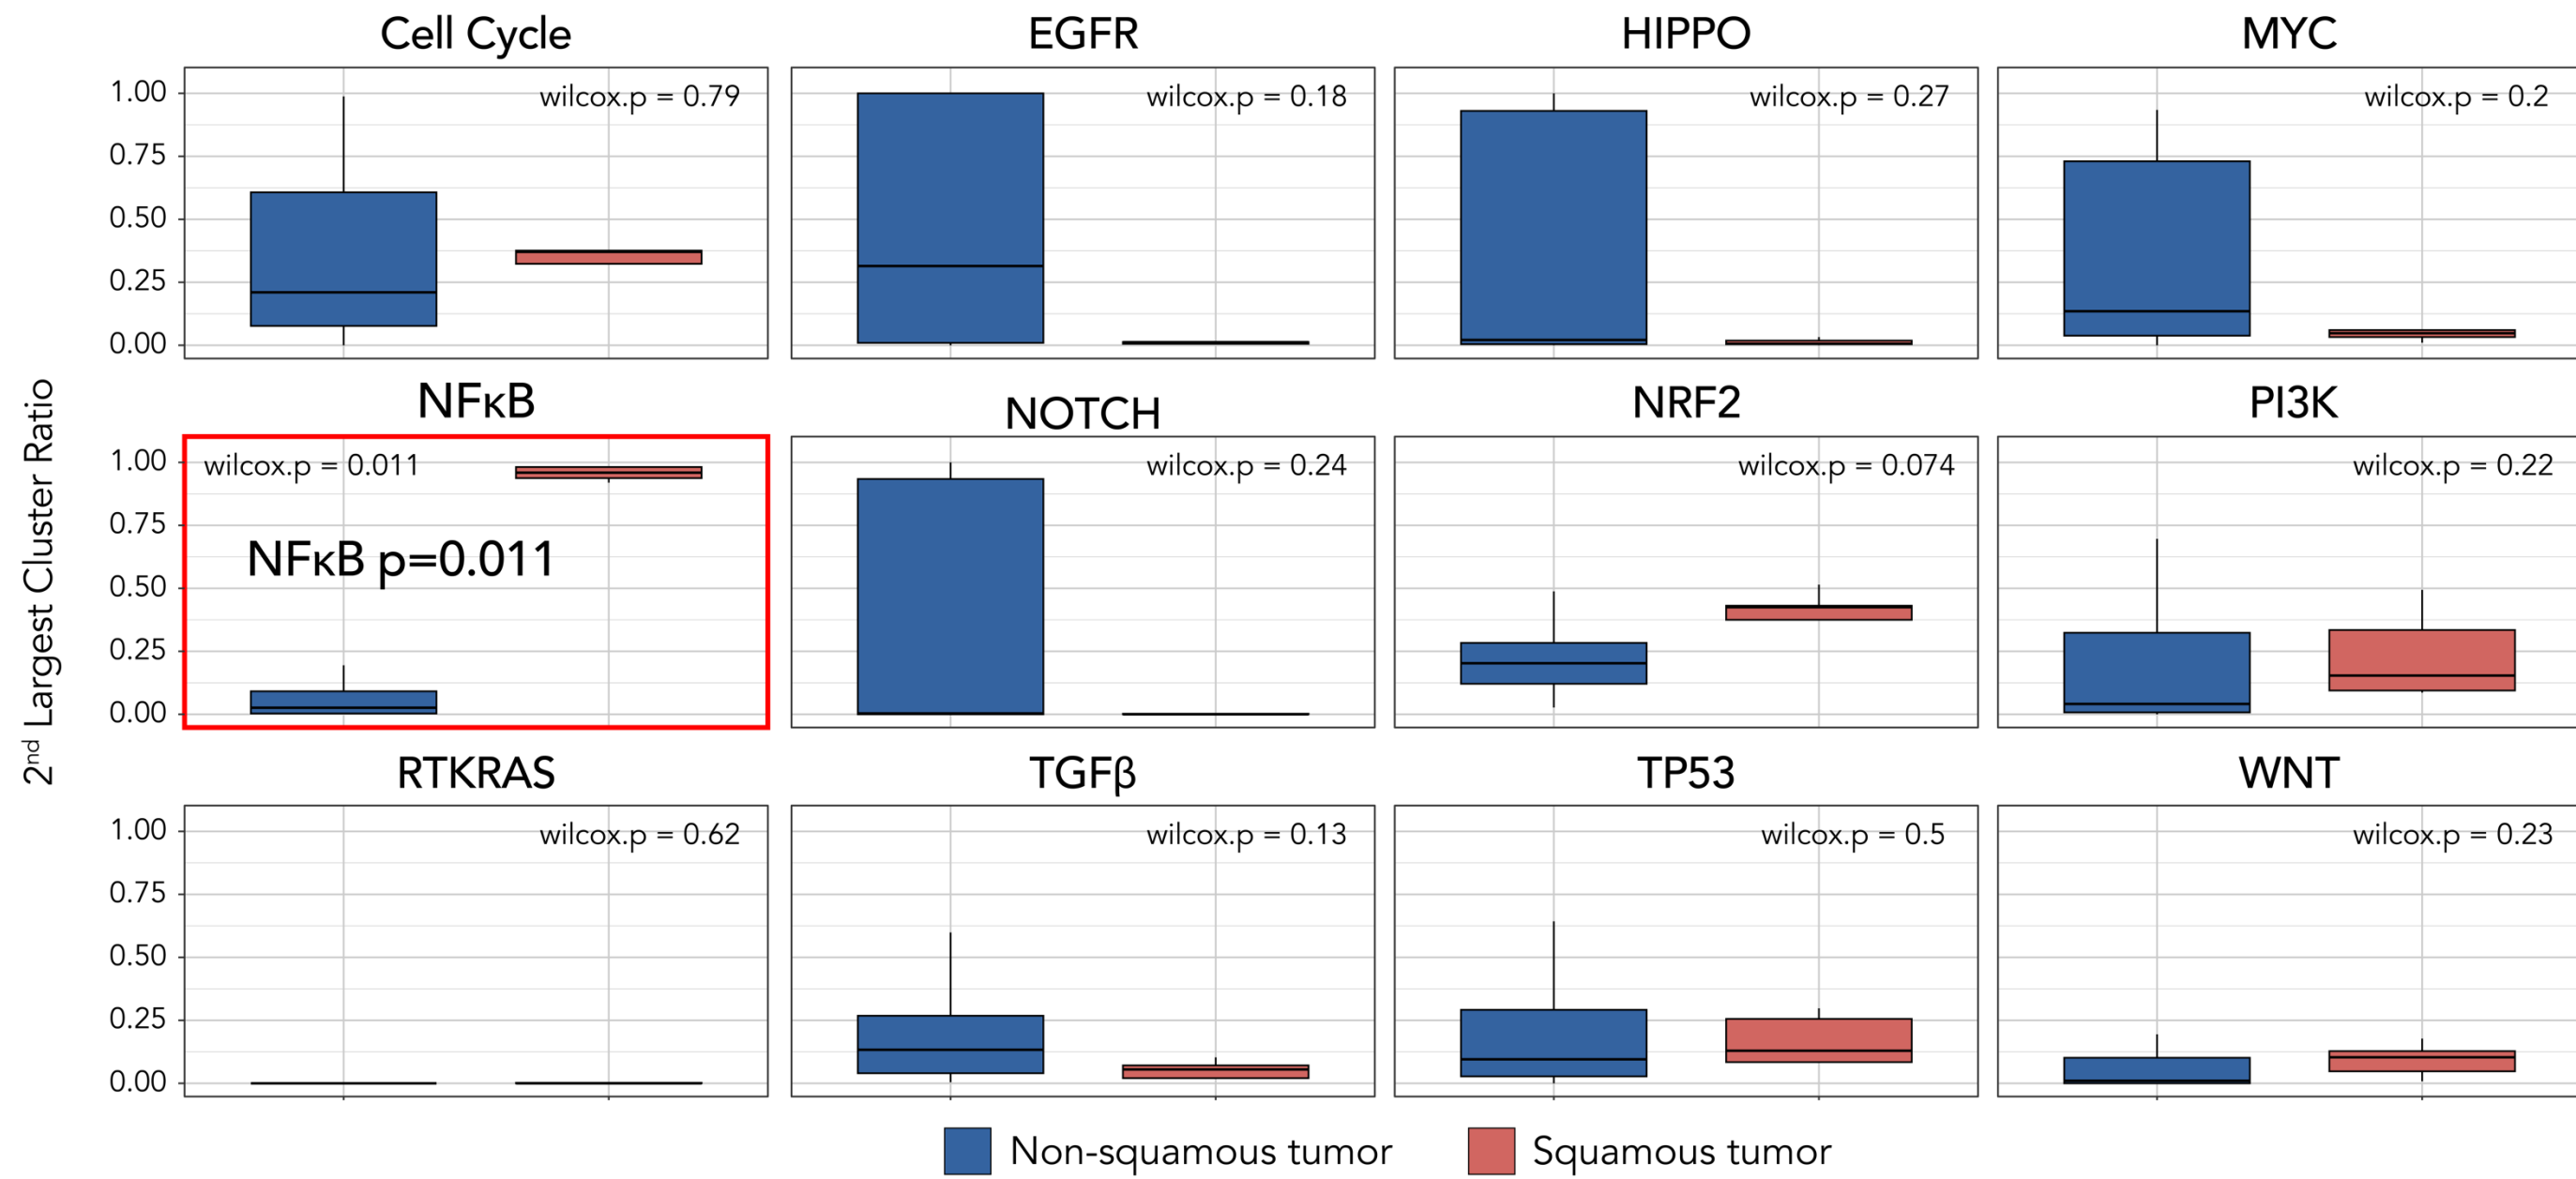 Cell Cycle
EGFR
HIPPO
MYC
1.00
0.75
0.50
0.25
0.00
wilcox.p = 0.79
wilcox.p = 0.18
wilcox.p = 0.27
wilcox.p = 0.2
2nd Largest Cluster Ratio
NFκB
NOTCH
NRF2
PI3K
1.00
0.75
0.50
0.25
0.00
wilcox.p = 0.011
NFκB p=0.011
wilcox.p = 0.24
wilcox.p = 0.074
wilcox.p = 0.22
RTKRAS
TGFβ
TP53
WNT
1.00
0.75
0.50
0.25
0.00
wilcox.p = 0.62
wilcox.p = 0.13
wilcox.p = 0.5
wilcox.p = 0.23
Non-squamous tumor
Squamous tumor